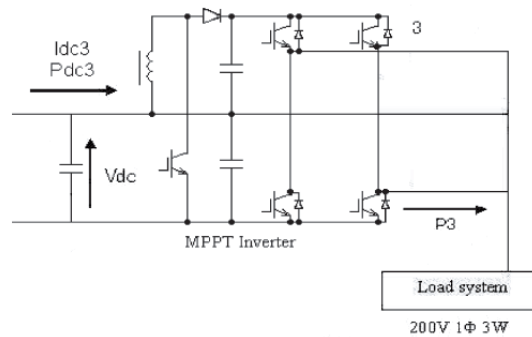 3
Idc3
Pdc3
Vdc
P3
MPPT Inverter
Load system
200V 1Φ 3W